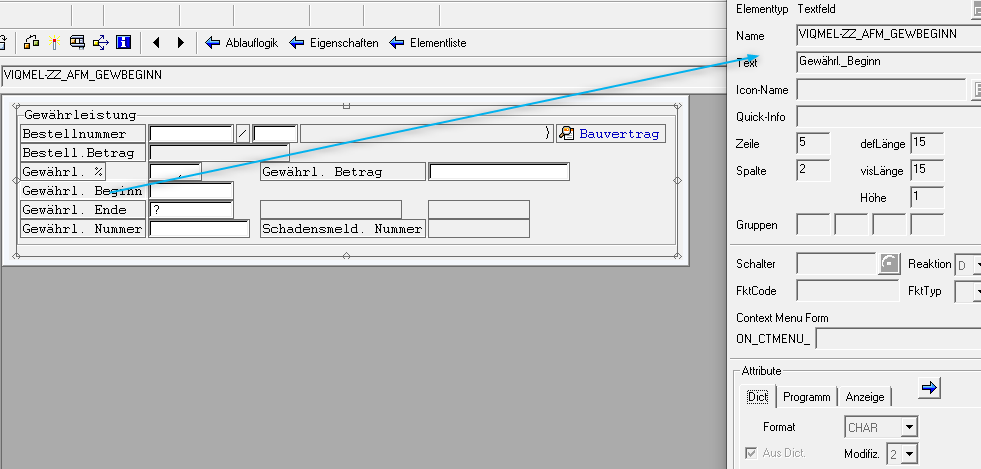 Ablauflogik Eigenschaften Elementliste
VIQMEL-ZZ_AFM_GEWBEGINN
Gewährleistung
Bestellnummer / } Bauvertrag
Bestell.Betrag
Gewährl. % , Gewährl. Betrag
Gewährl. Beginn
Gewährl. Ende ?
Gewährl. Nummer Schadensmeld. Nummer
Elementtyp Textfeld
Name VIQMEL-ZZ_AFM_GEWBEGINN
Text Gewährl._Beginn
Icon-Name
Quick-Info
Zeile 5 defLänge 15
Spalte 2 visLänge 15
Höhe 1
Gruppen
Schalter Reaktion D
FktCode FktTyp
Context Menu Form
ON_CTMENU_
Attribute
Dict Programm Anzeige
Format CHAR
Aus Dict. Modifiz. 2